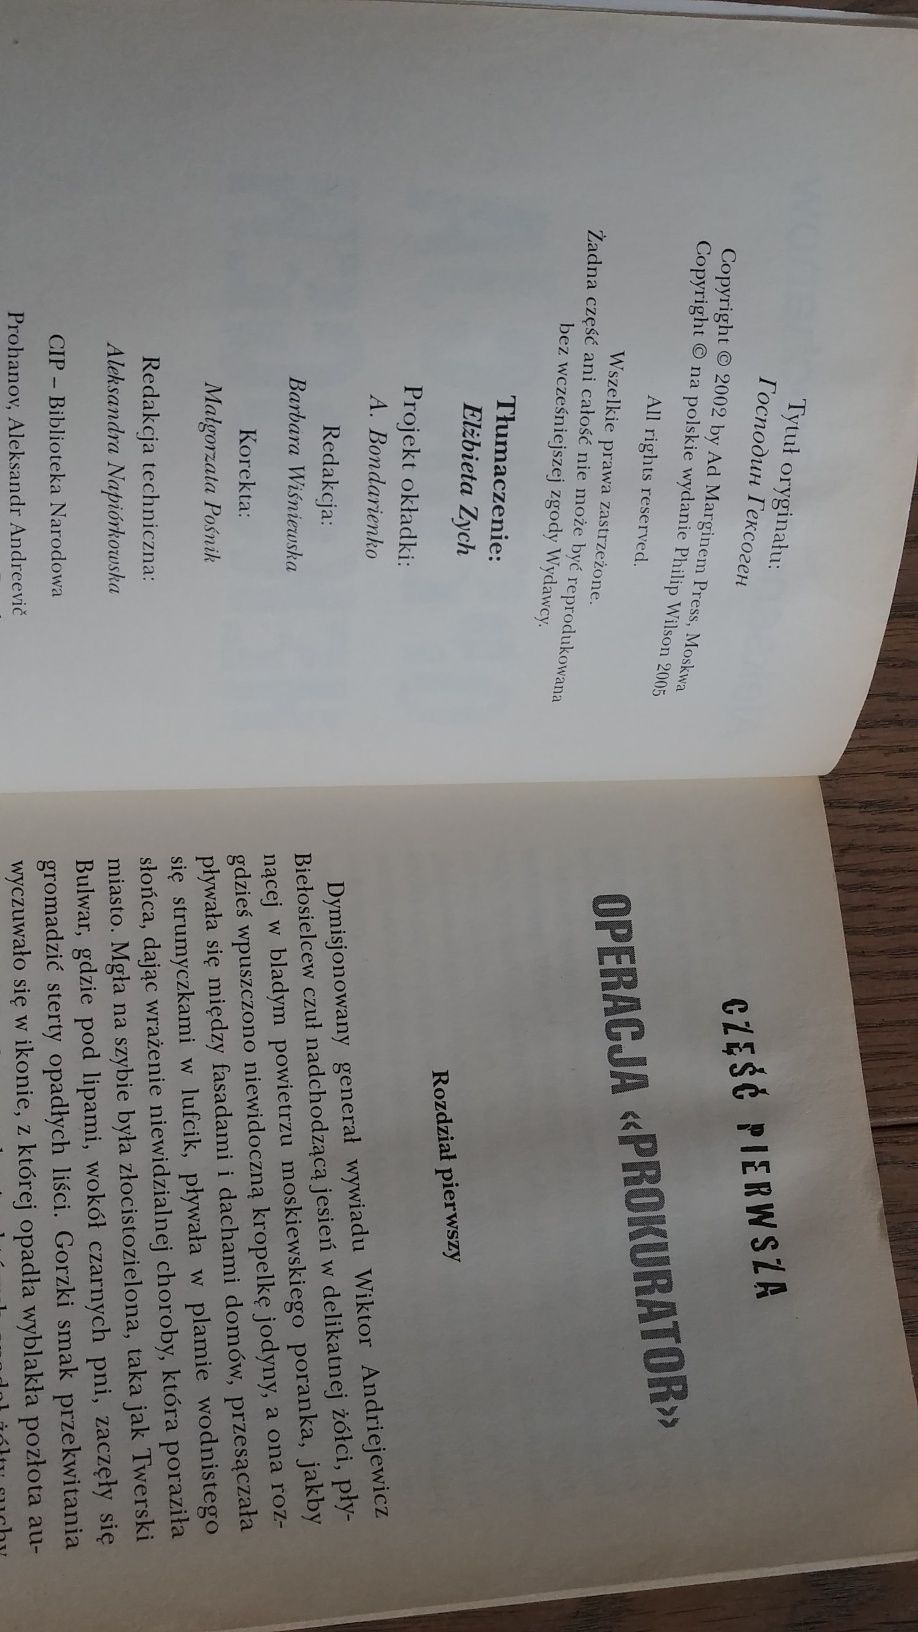 Tytuł oryginału:
Господин Гексоген
Copyright © 2002 by Ad Marginem Press, Moskwa
Copyright © na polskie wydanie Philip Wilson 2005
All rights reserved.
Wszelkie prawa zastrzeżone.
Żadna część ani całość nie może być reprodukowana
bez wcześniejszej zgody Wydawcy.
Tłumaczenie:
Elżbieta Zych
Projekt okładki:
A. Bondarienko
Redakcja:
Barbara Wiśniewska
Korekta:
Małgorzata Pośnik
Redakcja techniczna:
Aleksandra Napiórkowska
CIP – Biblioteka Narodowa
Prohanov, Aleksandr Andreevič
CZĘŚĆ PIERWSZA
OPERACJA «PROKURATOR»
Rozdział pierwszy
Dymisjonowany generał wywiadu Wiktor Andriejewicz
Biełosielcew czuł nadchodzącą jesień w delikatnej żółci, pły-
nącej w bladym powietrzu moskiewskiego poranka, jakby
gdzieś wpuszczono niewidoczną kropelkę jodyny, a ona roz-
pływała się między fasadami i dachami domów, przesączała
się strumyczkami w lufcik, pływała w plamie wodnistego
słońca, dając wrażenie niewidzialnej choroby, która poraziła
miasto. Mgła na szybie była złocistozielona, taka jak Twerski
Bulwar, gdzie pod lipami, wokół czarnych pni, zaczęły się
gromadzić sterty opadłych liści. Gorzki smak przekwitania
wyczuwało się w ikonie, z której opadła wyblakła pozłota au-